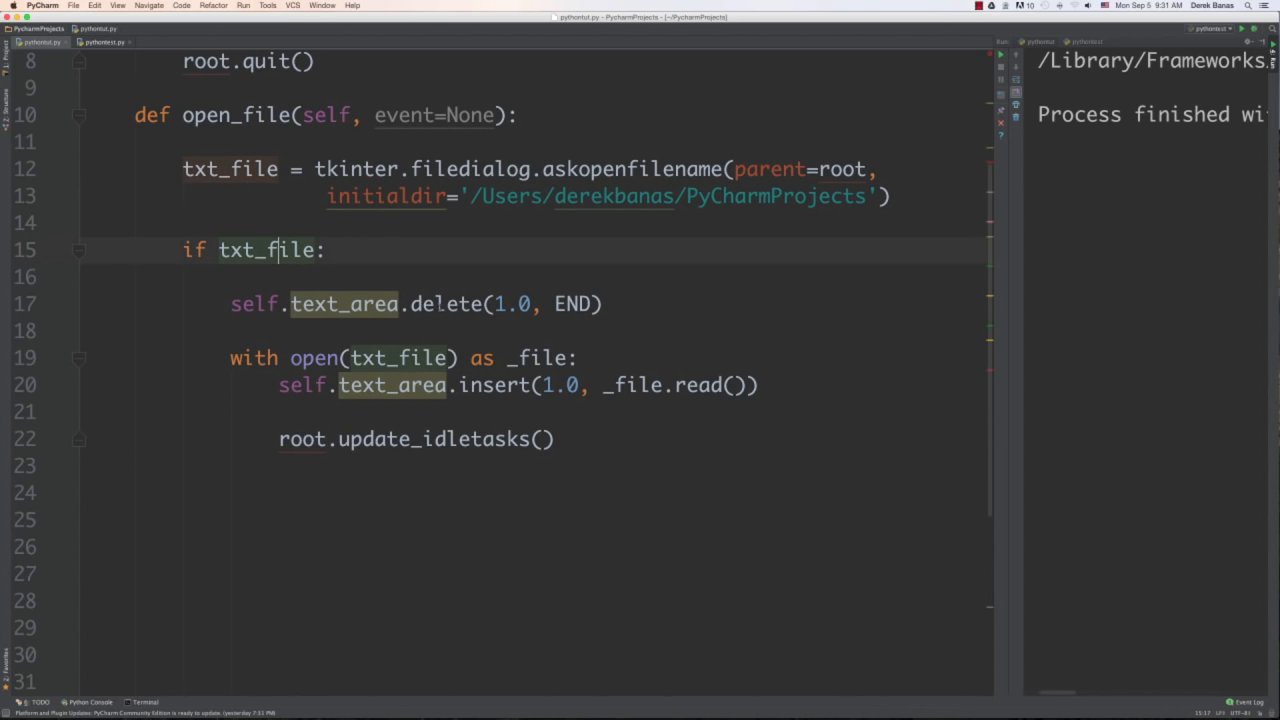 PyCharm File Edit View Navigate Code Refactor Run Tools VCS Window Help 10 Mon Sep 5 9:31 AM Derek Banas
pythontut.py - PycharmProjects - [~/PycharmProjects]
PycharmProjects pythontut.py pythontest
pythontut.py pythontest.py Run: pythontut pythontest
8 root.quit() /Library/Frameworks
9
10 def open_file(self, event=None): Process finished wi
11
12 txt_file = tkinter.filedialog.askopenfilename(parent=root,
13 initialdir='/Users/derekbanas/PyCharmProjects')
14
15 if txt_file:
16
17 self.text_area.delete(1.0, END)
18
19 with open(txt_file) as _file:
20 self.text_area.insert(1.0, _file.read())
21
22 root.update_idletasks()
23
24
25
26
27
28
29
30
31
1: Project
Z: Structure
2: Favorites
4: Run
6: TODO Python Console Terminal Event Log
Platform and Plugin Updates: PyCharm Community Edition is ready to update. (yesterday 7:51 PM) 15:17 UTF-8